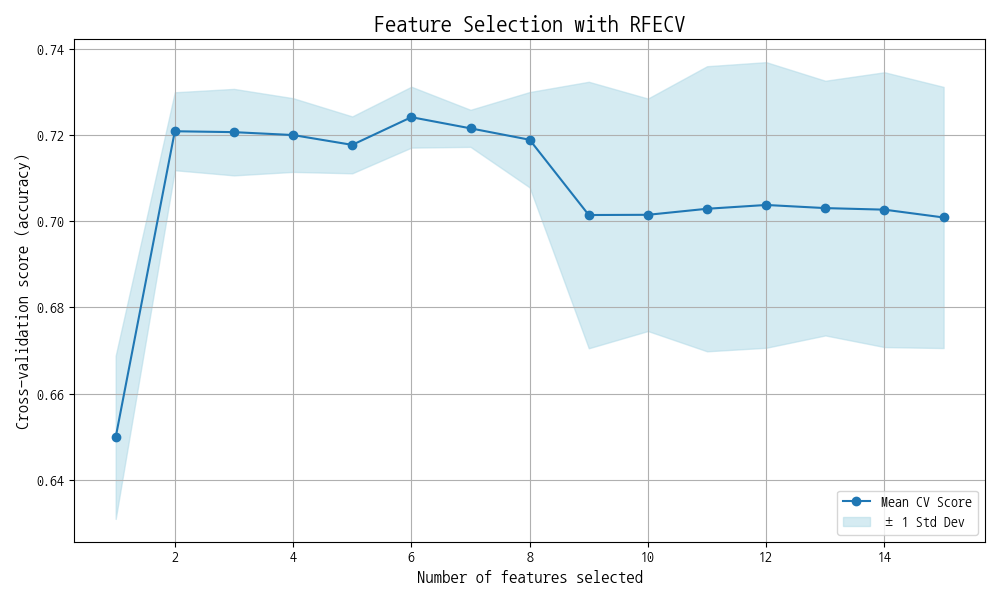 Feature Selection with RFECV
Cross-validation score (accuracy)
0.74
0.72
0.70
0.68
0.66
0.64
2 4 6 8 10 12 14
Number of features selected
Mean CV Score
± 1 Std Dev